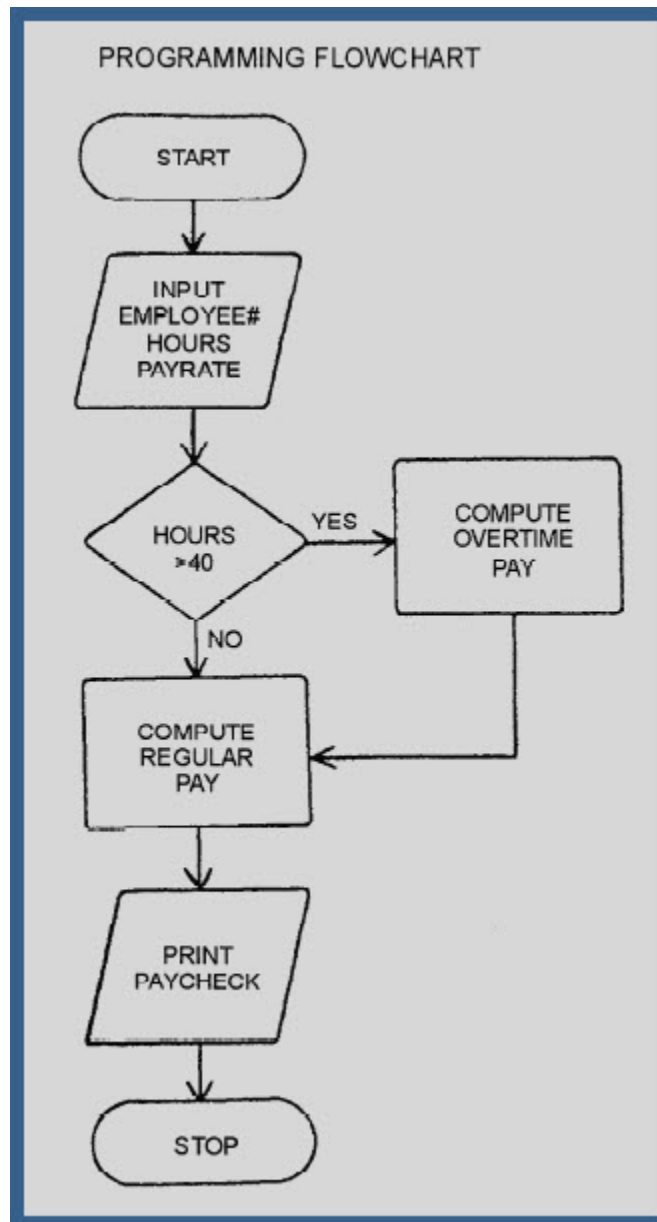 PROGRAMMING FLOWCHART
START
INPUT
EMPLOYEE#
HOURS
PAYRATE
HOURS
>40
YES
COMPUTE
OVERTIME
PAY
NO
COMPUTE
REGULAR
PAY
PRINT
PAYCHECK
STOP